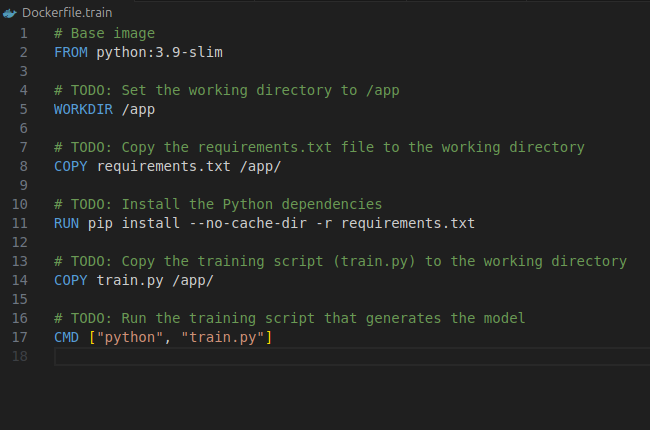 Dockerfile.train
1 # Base image
2 FROM python:3.9-slim
3
4 # TODO: Set the working directory to /app
5 WORKDIR /app
6
7 # TODO: Copy the requirements.txt file to the working directory
8 COPY requirements.txt /app/
9
10 # TODO: Install the Python dependencies
11 RUN pip install --no-cache-dir -r requirements.txt
12
13 # TODO: Copy the training script (train.py) to the working directory
14 COPY train.py /app/
15
16 # TODO: Run the training script that generates the model
17 CMD ["python", "train.py"]
18